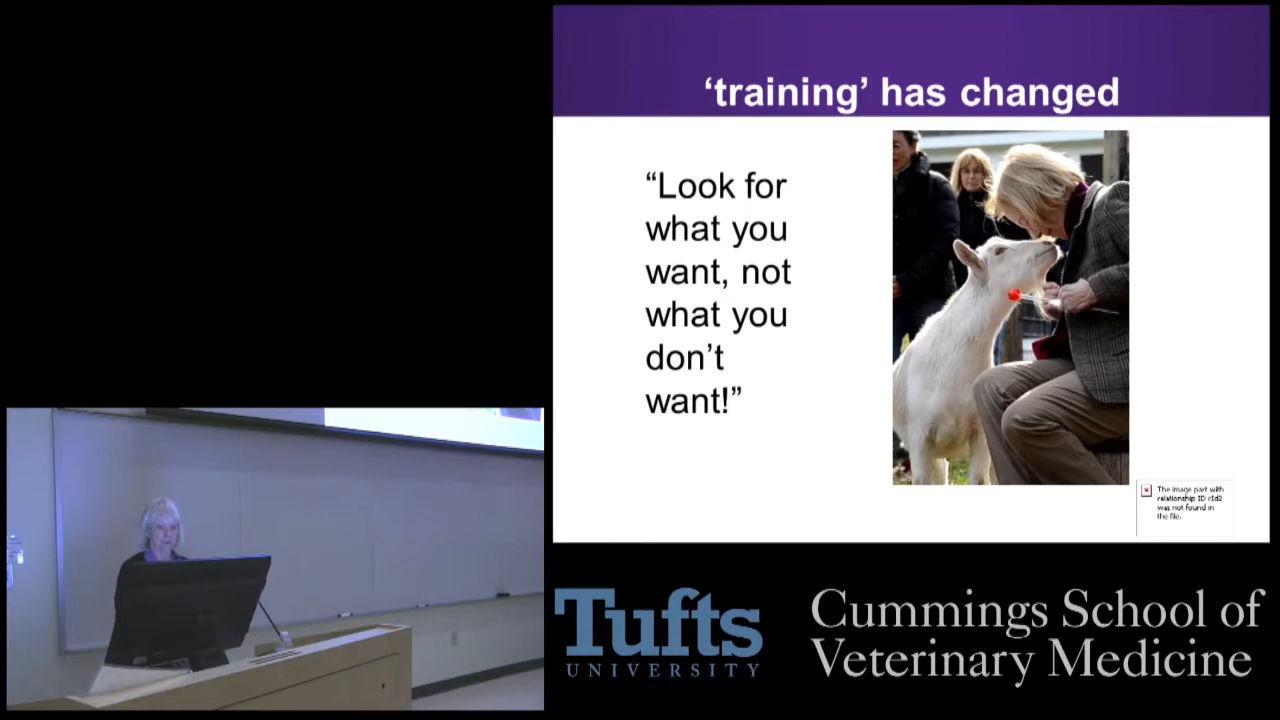 ‘training’ has changed
“Look for
what you
want, not
what you
don’t
want!”
The image part with
relationship ID rId2
was not found in
the file.
Tufts
UNIVERSITY
Cummings School of
Veterinary Medicine